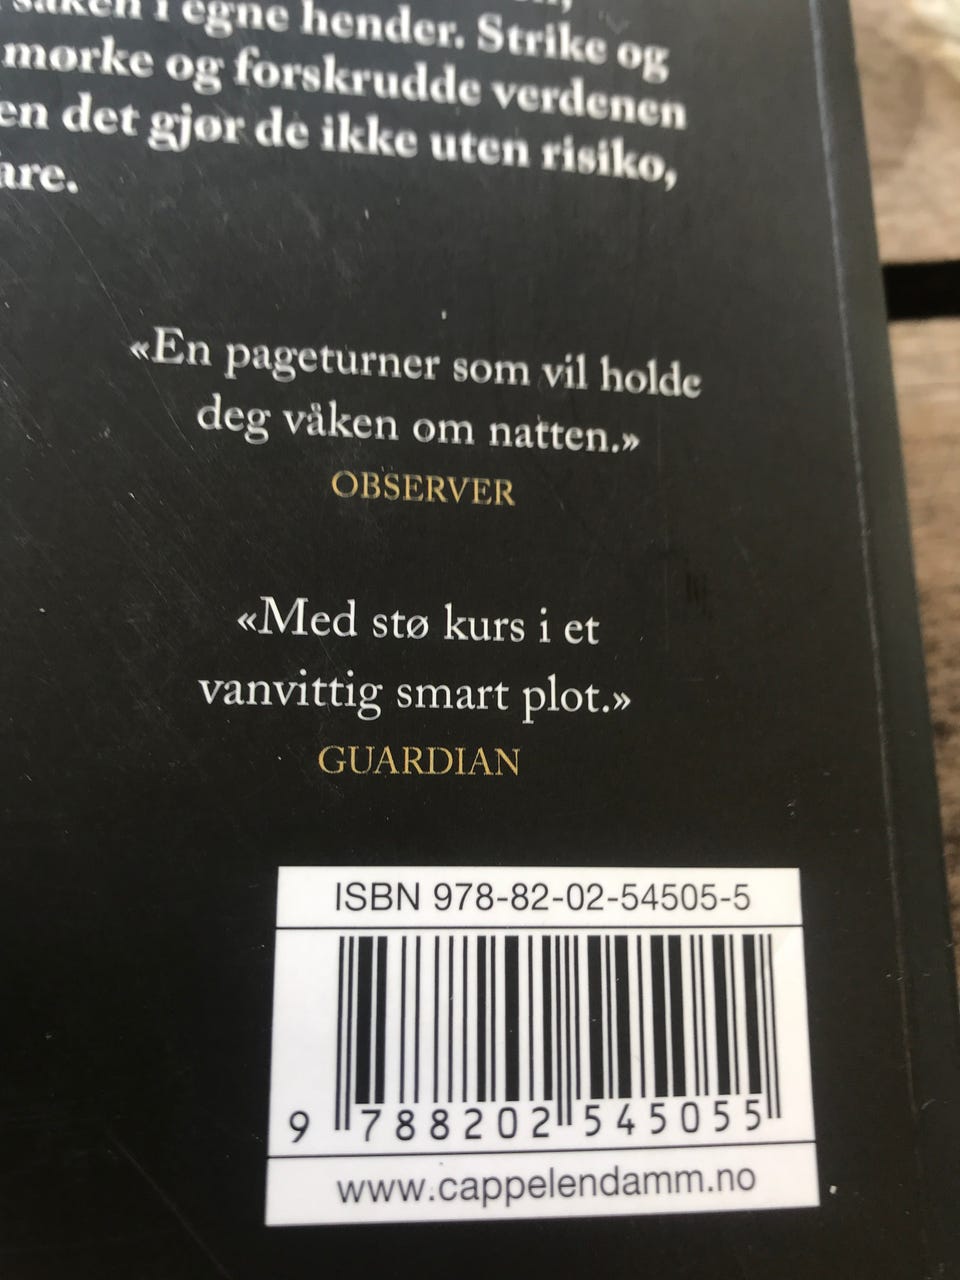 saken i egne hender. Strike og
mørke og forskrudde verdenen
en det gjør de ikke uten risiko,
are.
«En pageturner som vil holde
deg våken om natten.»
OBSERVER
«Med stø kurs i et
vanvittig smart plot.»
GUARDIAN
ISBN 978-82-02-54505-5
9 788202 545055
www.cappelendamm.no